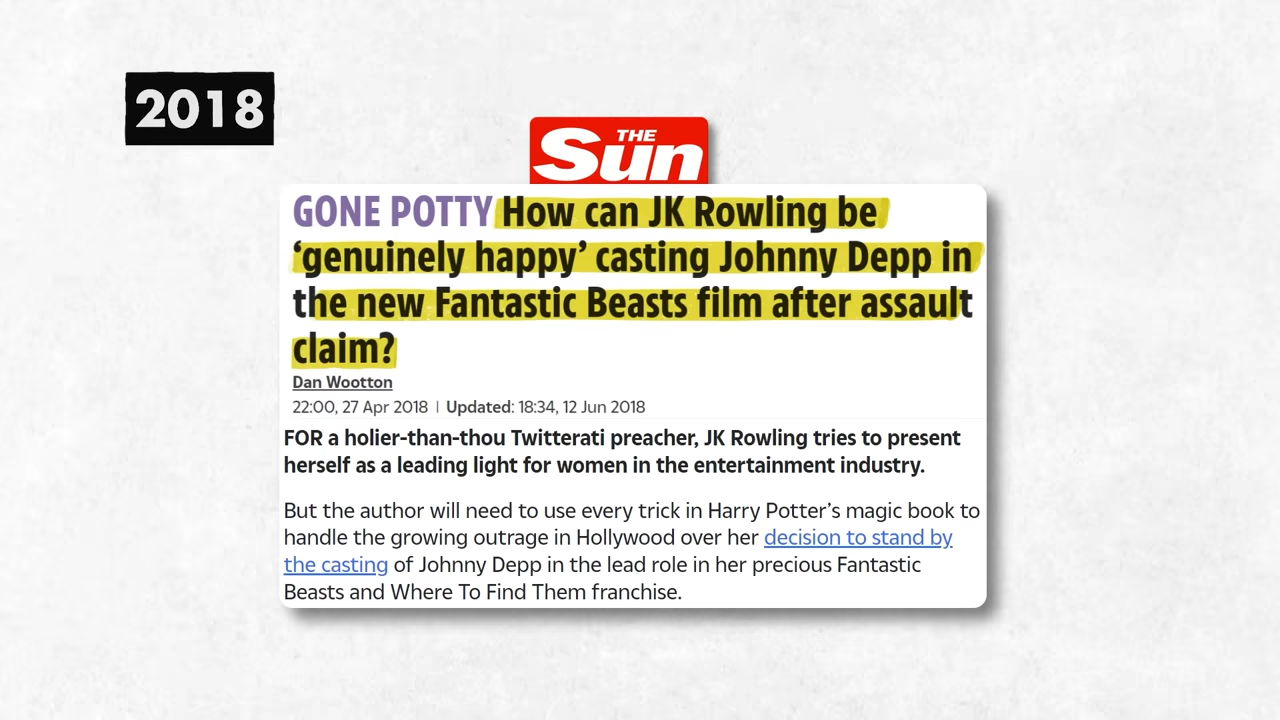 2018
THE
Sun
GONE POTTY How can JK Rowling be
‘genuinely happy’ casting Johnny Depp in
the new Fantastic Beasts film after assault
claim?
Dan Wootton
22:00, 27 Apr 2018 | Updated: 18:34, 12 Jun 2018
FOR a holier-than-thou Twitterati preacher, JK Rowling tries to present
herself as a leading light for women in the entertainment industry.
But the author will need to use every trick in Harry Potter’s magic book to
handle the growing outrage in Hollywood over her decision to stand by
the casting of Johnny Depp in the lead role in her precious Fantastic
Beasts and Where To Find Them franchise.